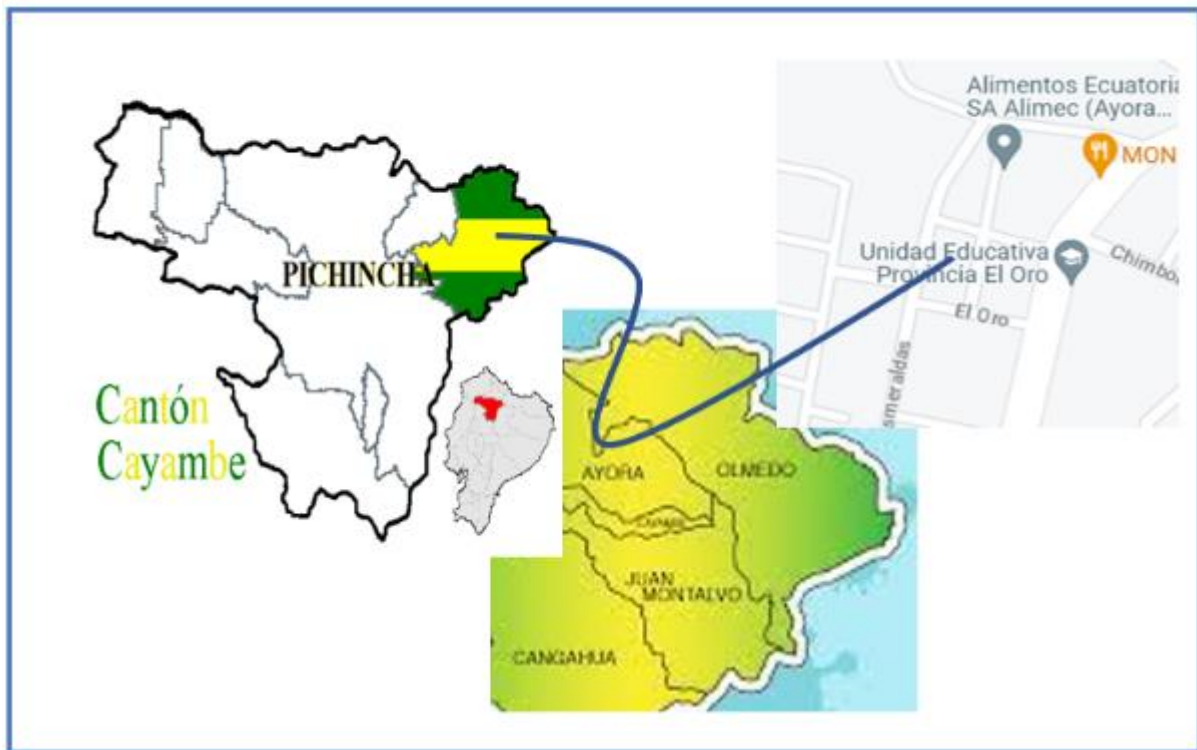 Alimentos Ecuatoria
SA Alimec (Ayora...
MON
PICHINCHA
Unidad Educativa
Provincia El Oro
Chimbo
El Oro
smeraldas
Cantón
Cayambe
AYORA
OLMEDO
JUAN
MONTALVO
CANGAHUA